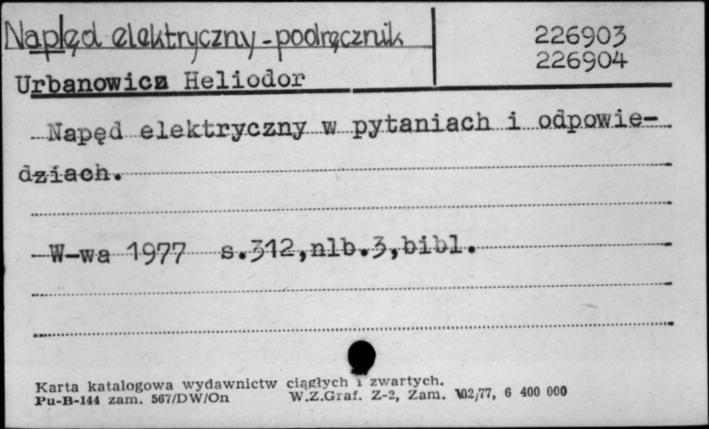 Napęd elektryczny - podręcznik
226903
226904
Urbanowicz Heliodor
Napęd elektryczny w pytaniach i odpowie-
dziach.
W-wa 1977 s.312,nlb.3,bibl.
Karta katalogowa wydawnictw ciągłych i zwartych.
Pu-B-144 zam. 567/DW/On W.Z.Graf. Z-2, Zam. 102/77, 6 400 000